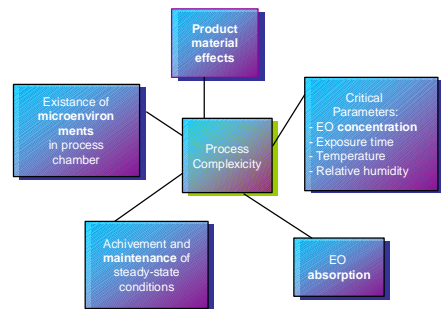 Product
material
effects
Existance of
microenviron
ments
in process
chamber
Critical
Parameters:
- EO concentration
- Exposure time
- Temperature
- Relative humidity
Process
Complexicity
Achivement and
maintenance of
steady-state
conditions
EO
absorption